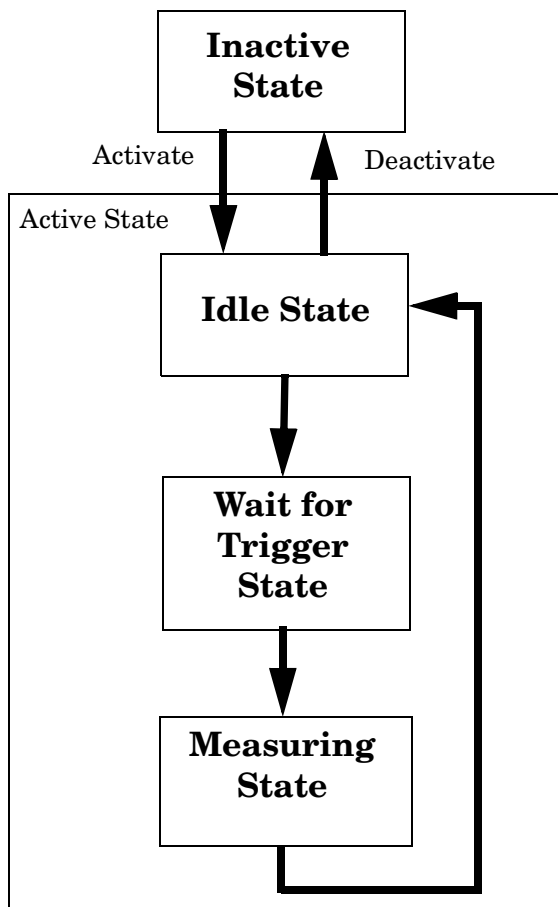 Inactive
State
Activate
Deactivate
Active State
Idle State
Wait for
Trigger
State
Measuring
State